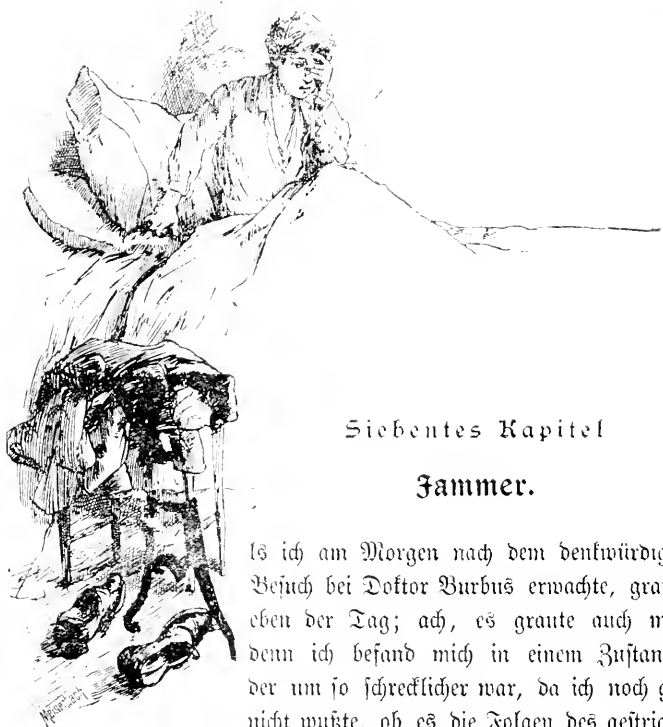 Siebentes Kapitel
Jammer.
ls ich am Morgen nach dem denkwürdig
Besuch bei Doktor Burbus erwachte, grau
eben der Tag; ach, es graute auch m
denn ich befand mich in einem Zustan
der um so schrecklicher war, da ich noch g
nicht wußte, ob es die Folgen des gestrig